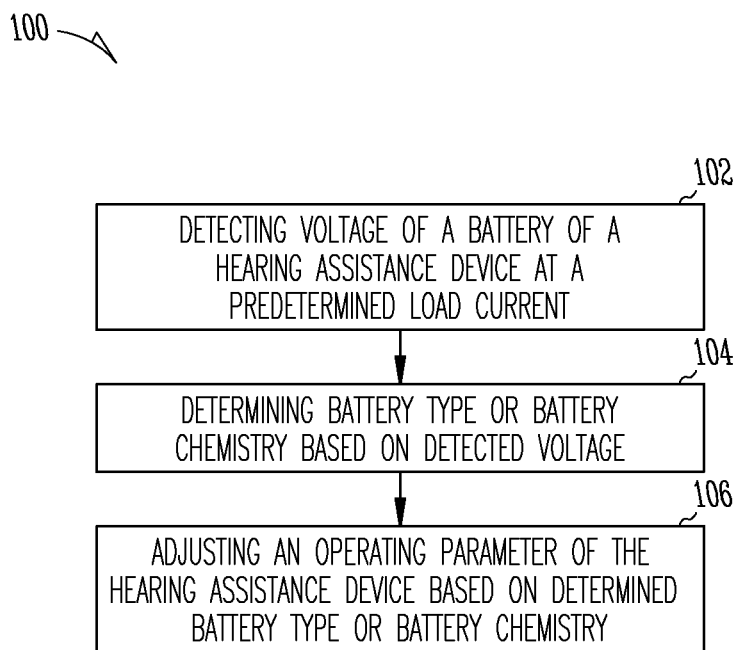 100
102
DETECTING VOLTAGE OF A BATTERY OF A
HEARING ASSISTANCE DEVICE AT A
PREDETERMINED LOAD CURRENT
104
DETERMINING BATTERY TYPE OR BATTERY
CHEMISTRY BASED ON DETECTED VOLTAGE
106
ADJUSTING AN OPERATING PARAMETER OF THE
HEARING ASSISTANCE DEVICE BASED ON DETERMINED
BATTERY TYPE OR BATTERY CHEMISTRY